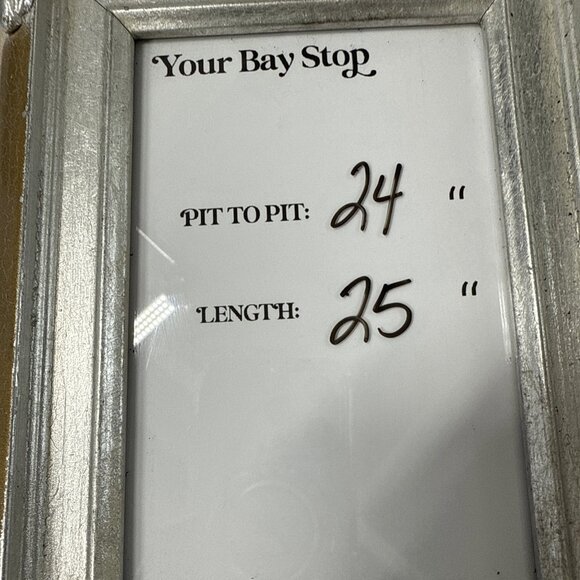 Your Bay Stop
PIT TO PIT: 24 "
LENGTH: 25 "